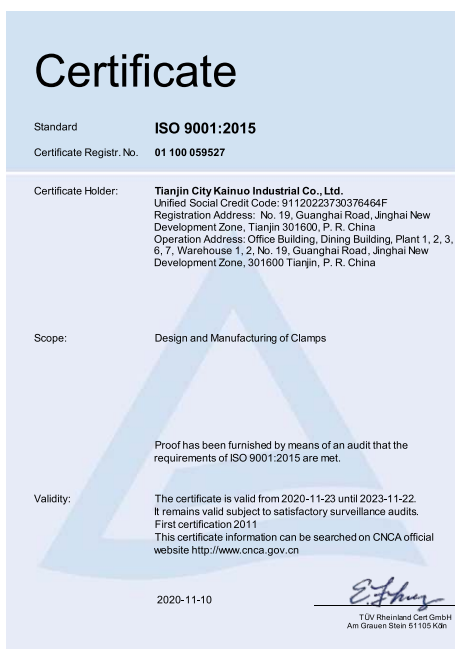 Certificate
Standard ISO 9001:2015
Certificate Registr. No. 01 100 059527
Certificate Holder: Tianjin City Kainuo Industrial Co., Ltd.
Unified Social Credit Code: 91120223730376464F
Registration Address: No. 19, Guanghai Road, Jinghai New
Development Zone, Tianjin 301600, P. R. China
Operation Address: Office Building, Dining Building, Plant 1, 2, 3,
6, 7, Warehouse 1, 2, No. 19, Guanghai Road, Jinghai New
Development Zone, 301600 Tianjin, P. R. China
Scope: Design and Manufacturing of Clamps
Proof has been furnished by means of an audit that the
requirements of ISO 9001:2015 are met.
Validity: The certificate is valid from 2020-11-23 until 2023-11-22.
It remains valid subject to satisfactory surveillance audits.
First certification 2011
This certificate information can be searched on CNCA official
website http://www.cnca.gov.cn
2020-11-10
TÜV Rheinland Cert GmbH
Am Grauen Stein 51105 Köln